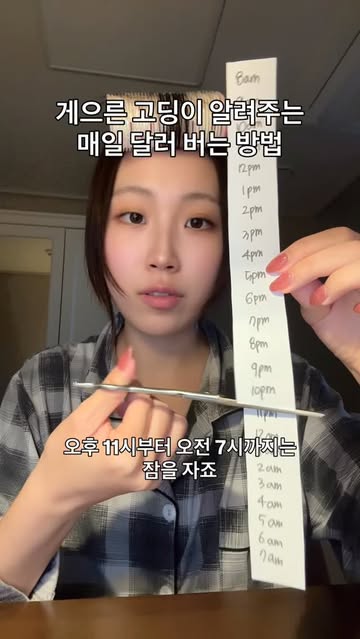 8am
게으른 고딩이 알려주는
매일 달러 버는 방법
12pm
1pm
2pm
3pm
4pm
5pm
6pm
7pm
8pm
9pm
10pm
11pm
12am
오후 11시부터 오전 7시까지는
잠을 자죠
2am
3am
4am
5am
6am
7am